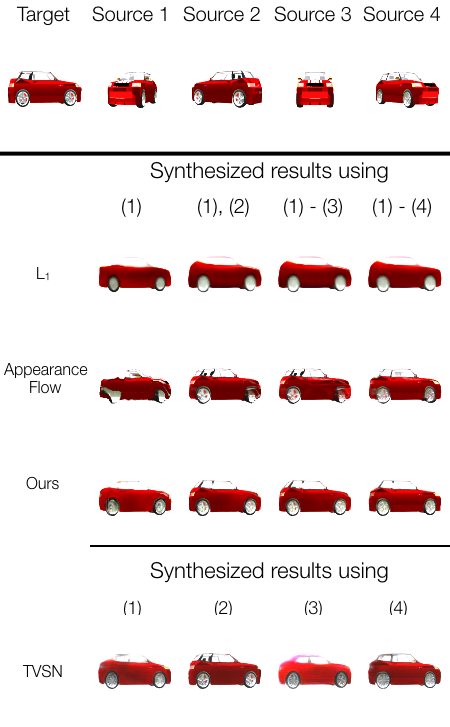 Target Source 1 Source 2 Source 3 Source 4
Synthesized results using
(1) (1), (2) (1) - (3) (1) - (4)
L₁
Appearance
Flow
Ours
Synthesized results using
(1) (2) (3) (4)
TVSN